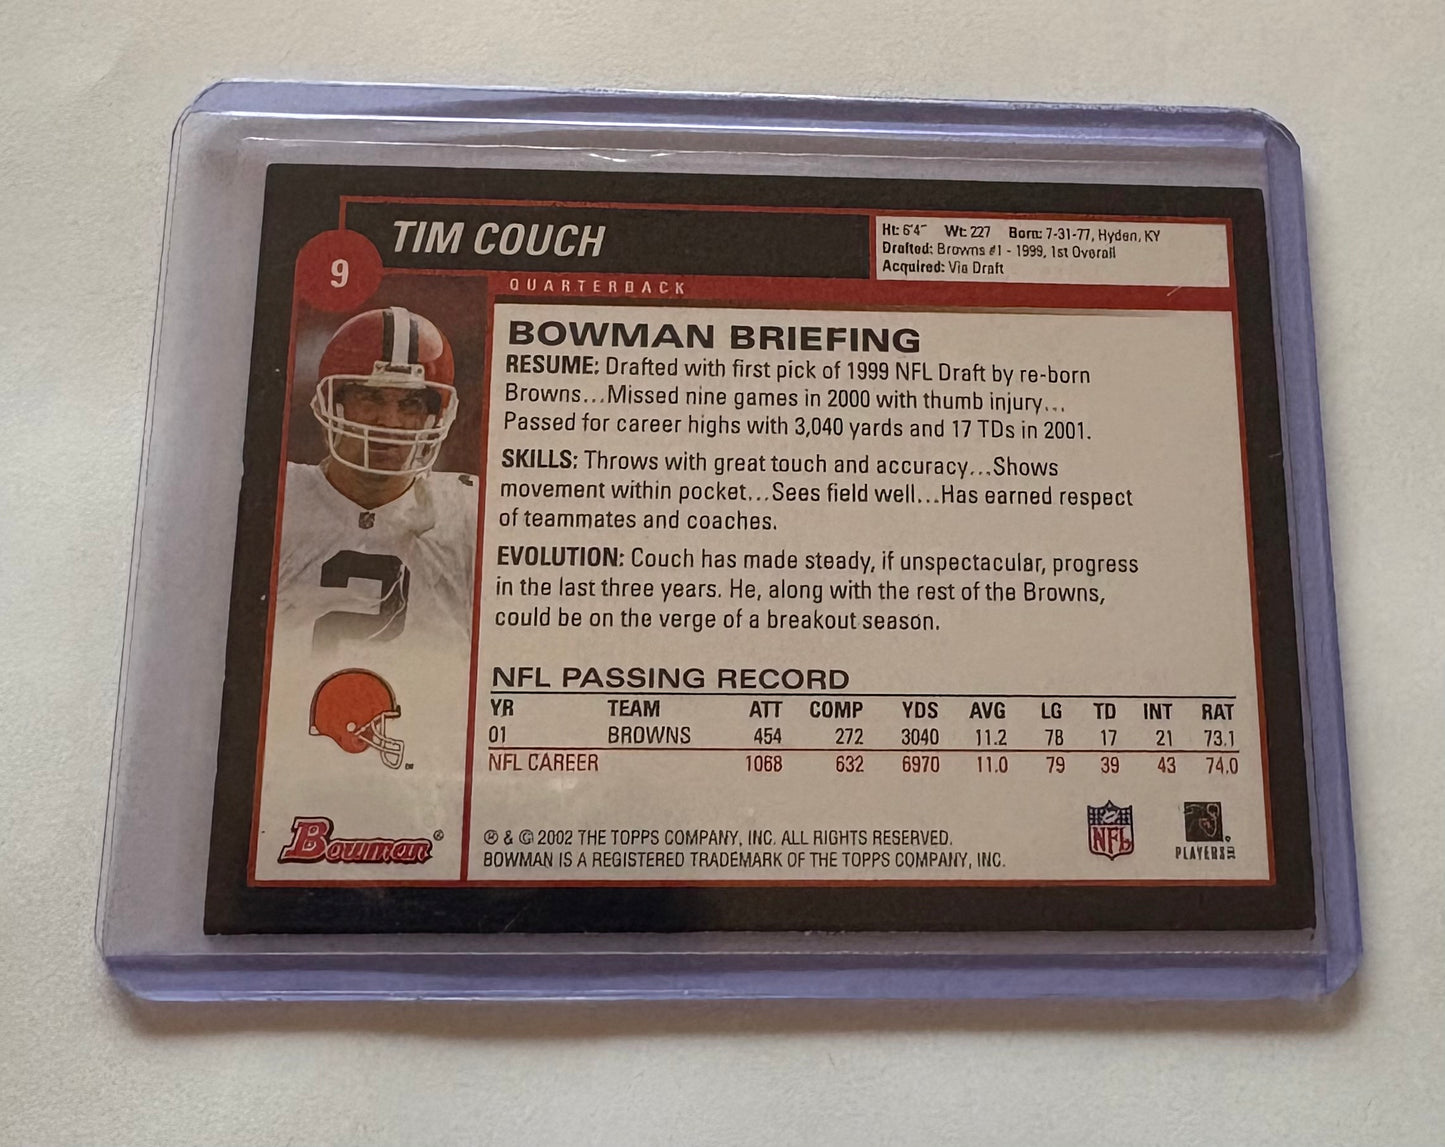 TIM COUCH
Ht: 6'4" Wt: 227 Born: 7-31-77, Hyden, KY
Drafted: Browns #1 - 1999, 1st Overall
Acquired: Via Draft
9
QUARTERBACK
BOWMAN BRIEFING
RESUME: Drafted with first pick of 1999 NFL Draft by re-born
Browns...Missed nine games in 2000 with thumb injury...
Passed for career highs with 3,040 yards and 17 TDs in 2001.
SKILLS: Throws with great touch and accuracy...Shows
movement within pocket...Sees field well...Has earned respect
of teammates and coaches.
EVOLUTION: Couch has made steady, if unspectacular, progress
in the last three years. He, along with the rest of the Browns,
could be on the verge of a breakout season.
2
NFL PASSING RECORD
YR TEAM ATT COMP YDS AVG LG TD INT RAT
01 BROWNS 454 272 3040 11.2 78 17 21 73.1
NFL CAREER 1068 632 6970 11.0 79 39 43 74.0
Bowman®
® & © 2002 THE TOPPS COMPANY, INC. ALL RIGHTS RESERVED.
BOWMAN IS A REGISTERED TRADEMARK OF THE TOPPS COMPANY, INC.
NFL
PLAYERS